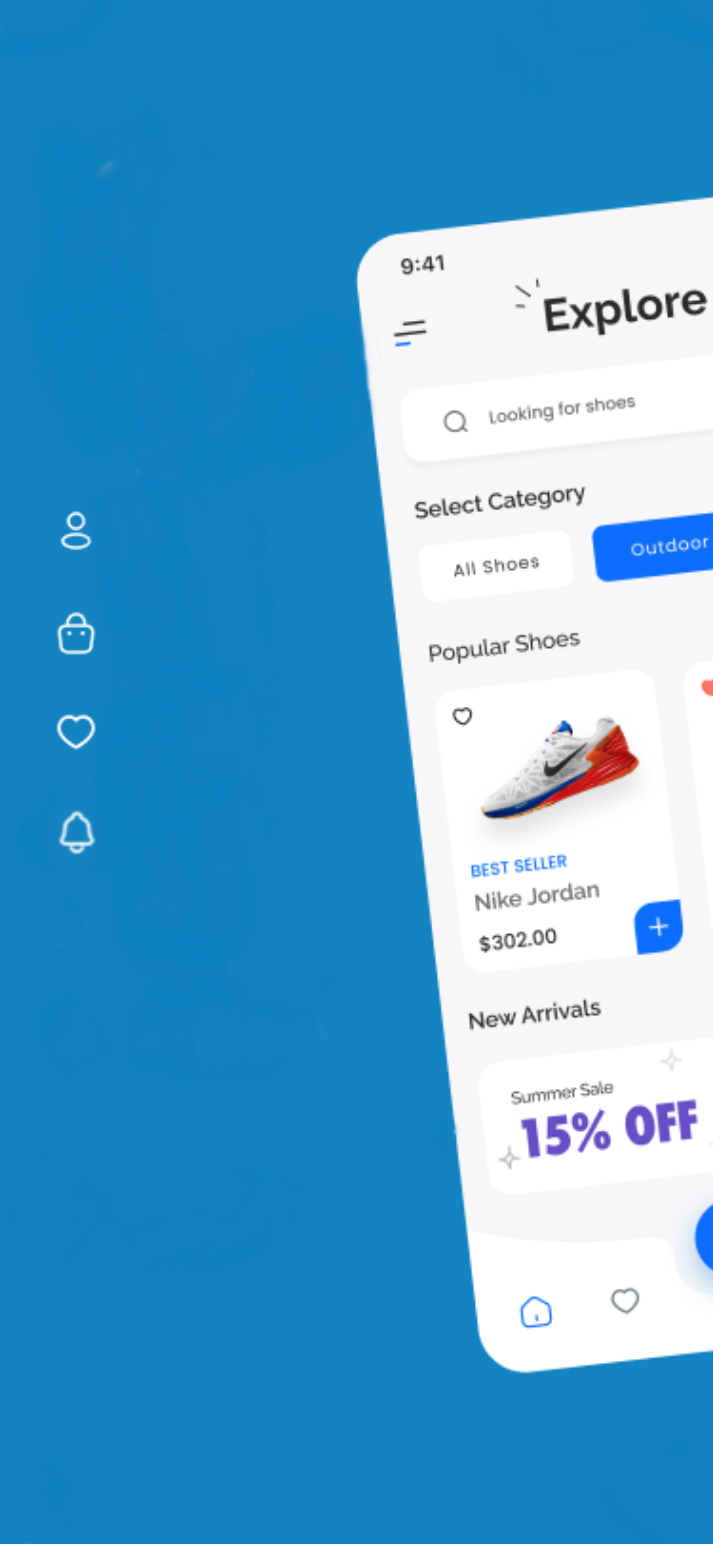 9:41
Explore
Looking for shoes
Select Category
All Shoes
Outdoor
Popular Shoes
BEST SELLER
Nike Jordan
$302.00
New Arrivals
Summer Sale
15% OFF